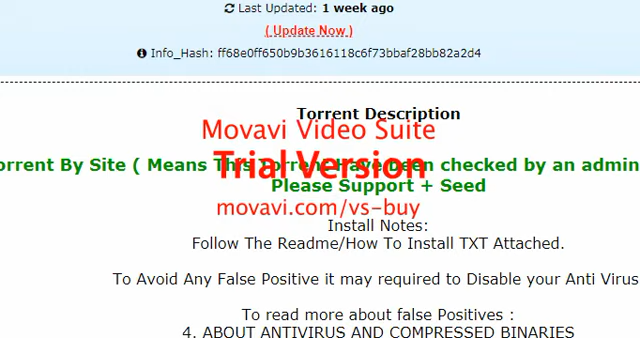 Last Updated: 1 week ago
( Update Now )
Info_Hash: ff68e0ff650b9b3616118c6f73bbaf28bb82a2d4
Torrent Description
Movavi Video Suite
orrent By Site ( Means This Torrent Have been checked by an admin
Trial Version
Please Support + Seed
movavi.com/vs-buy
Install Notes:
Follow The Readme/How To Install TXT Attached.
To Avoid Any False Positive it may required to Disable your Anti Virus
To read more about false Positives :
4. ABOUT ANTIVIRUS AND COMPRESSED BINARIES